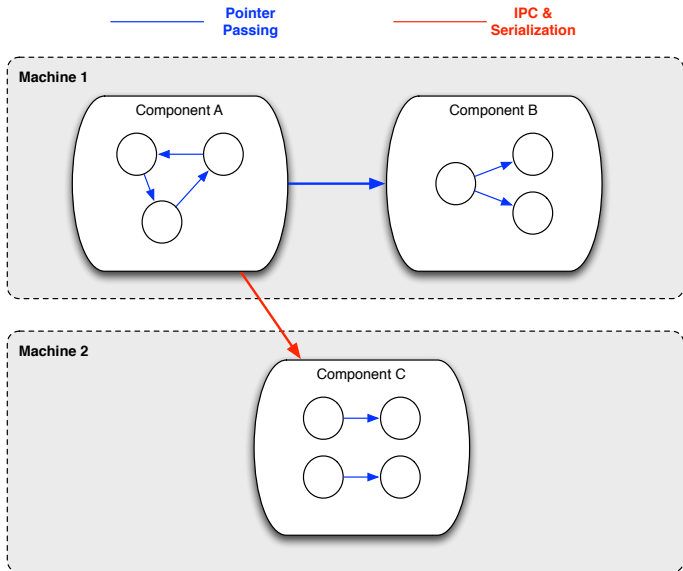 Pointer
Passing
IPC &
Serialization
Machine 1
Component A
Component B
Machine 2
Component C